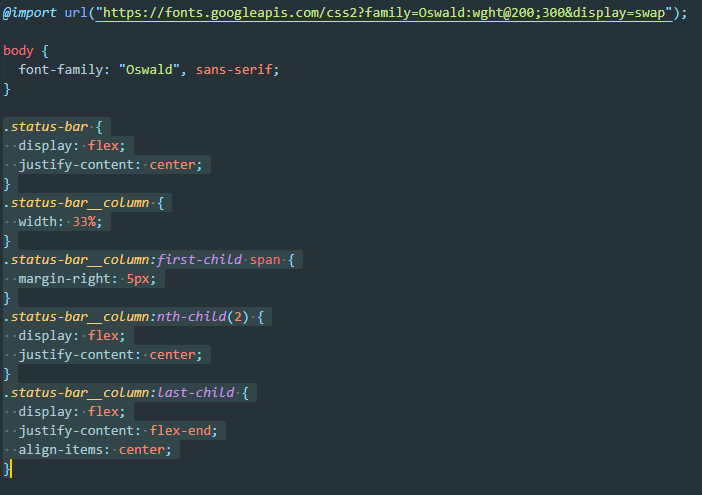 @import url("https://fonts.googleapis.com/css2?family=Oswald:wght@200;300&display=swap");
body {
  font-family: "Oswald", sans-serif;
}
.status-bar {
  display: flex;
  justify-content: center;
}
.status-bar__column {
  width: 33%;
}
.status-bar__column:first-child span {
  margin-right: 5px;
}
.status-bar__column:nth-child(2) {
  display: flex;
  justify-content: center;
}
.status-bar__column:last-child {
  display: flex;
  justify-content: flex-end;
  align-items: center;
}